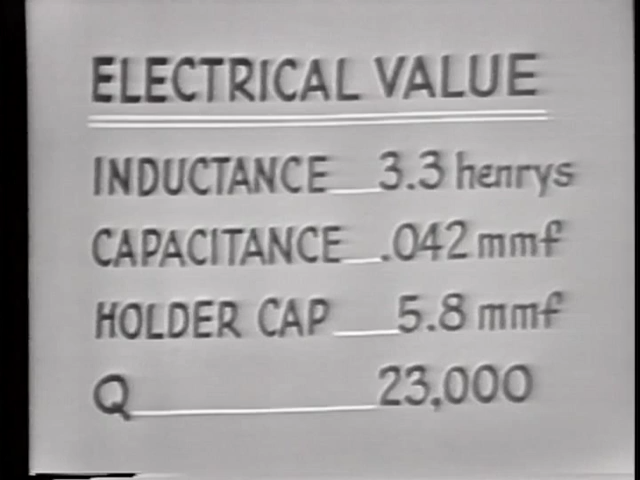 ELECTRICAL VALUE
INDUCTANCE 3.3 henrys
CAPACITANCE .042 mmf
HOLDER CAP 5.8 mmf
Q 23,000